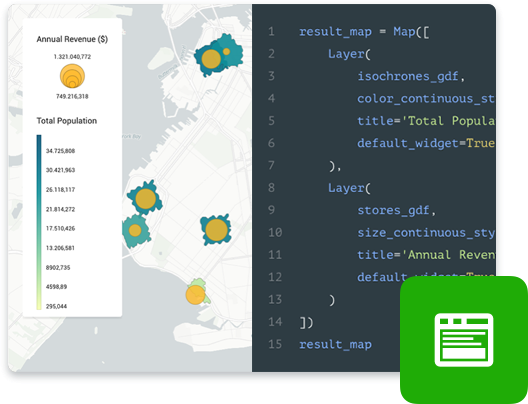 Annual Revenue ($)
1.321.040,772
749.216,318
Total Population
34.725,808
30.421,963
26.118,117
21.814,272
17.510,426
13.206,581
8902,735
4598,89
295,044
1 result_map = Map([
2 Layer(
3 isochrones_gdf,
4 color_continuous_sty
5 title='Total Popula
6 default_widget=True
7 ),
8 Layer(
9 stores_gdf,
10 size_continuous_sty
11 title='Annual Reven
12 default_widget=True
13 )
14 ])
15 result_map